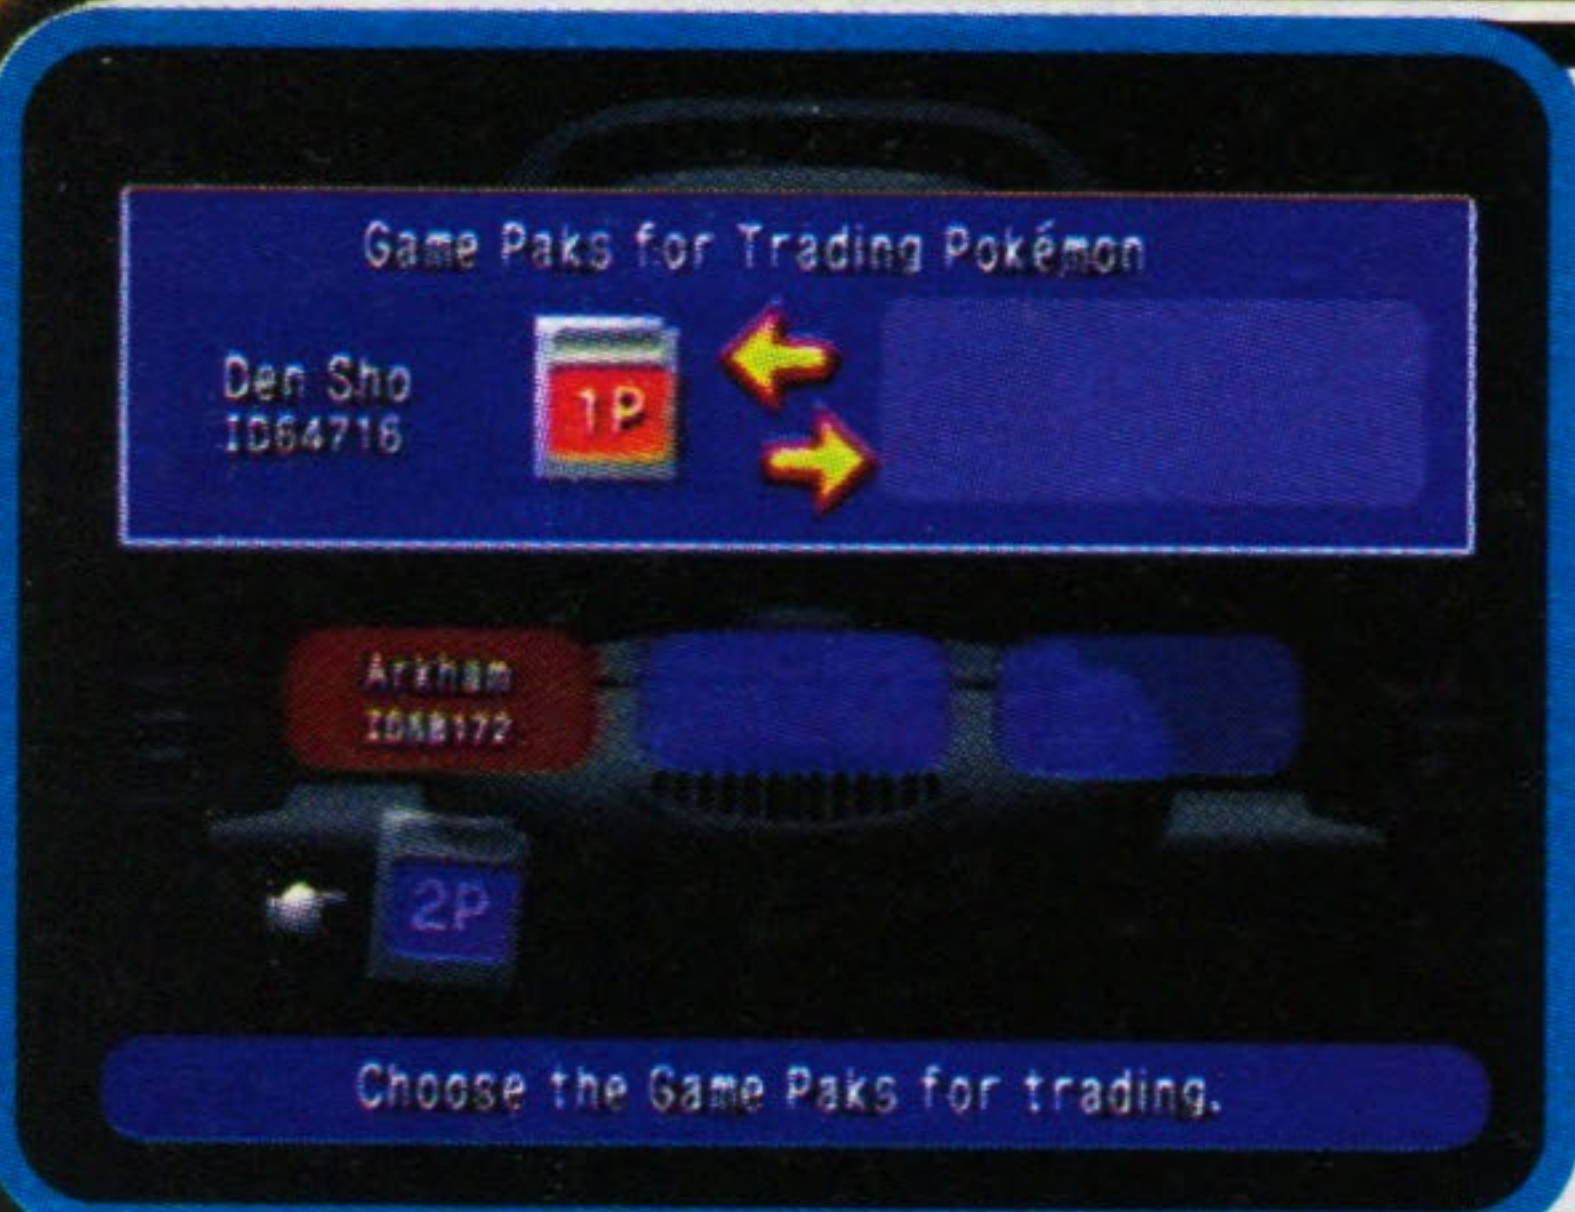 Game Paks for Trading Pokémon
Den Sho
ID64716
1P
Arkham
2P
Choose the Game Paks for trading.